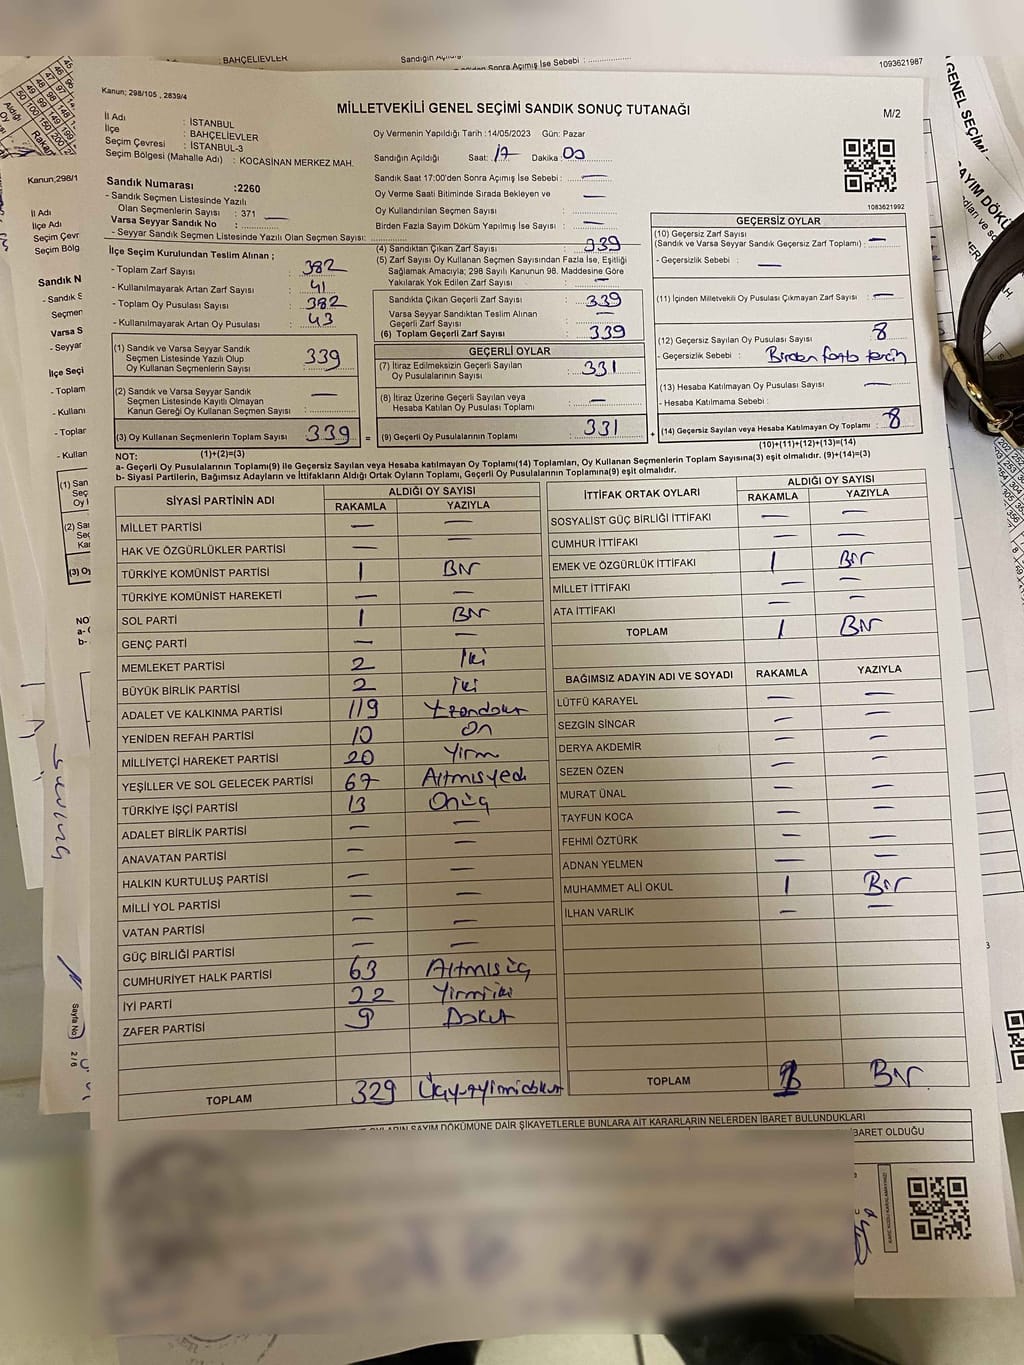 BAHÇELİEVLER
1093621987
Kanun; 298/105 , 2839/4
MİLLETVEKİLİ GENEL SEÇİMİ SANDIK SONUÇ TUTANAĞI
M/2
İl Adı : İSTANBUL
İlçe : BAHÇELİEVLER
Seçim Çevresi : İSTANBUL-3
Seçim Bölgesi (Mahalle Adı) : KOCASİNAN MERKEZ MAH.
Oy Vermenin Yapıldığı Tarih :14/05/2023 Gün: Pazar
Sandığın Açıldığı Saat: 17 Dakika 00
Sandık Saat 17:00'den Sonra Açımış İse Sebebi : —
Oy Verme Saati Bitiminde Sırada Bekleyen ve
Oy Kullandırılan Seçmen Sayısı : —
Birden Fazla Sayım Döküm Yapılmış İse Sayısı : —
1083621992
Sandık Numarası :2260
- Sandık Seçmen Listesinde Yazılı
Olan Seçmenlerin Sayısı : 371
Varsa Seyyar Sandık No : —
- Seyyar Sandık Seçmen Listesinde Yazılı Olan Seçmen Sayısı:
İlçe Seçim Kurulundan Teslim Alınan ;
- Toplam Zarf Sayısı : 382
- Kullanılmayarak Artan Zarf Sayısı : 41
- Toplam Oy Pusulası Sayısı : 382
- Kullanılmayarak Artan Oy Pusulası : 43
(1) Sandık ve Varsa Seyyar Sandık
Seçmen Listesinde Yazılı Olup
Oy Kullanan Seçmenlerin Sayısı : 339
(2) Sandık ve Varsa Seyyar Sandık
Seçmen Listesinde Kayıtlı Olmayan
Kanun Gereği Oy Kullanan Seçmen Sayısı : —
(3) Oy Kullanan Seçmenlerin Toplam Sayısı : 339 =
(1)+(2)=(3)
(4) Sandıktan Çıkan Zarf Sayısı : 339
(5) Zarf Sayısı Oy Kullanan Seçmen Sayısından Fazla İse, Eşitliği
Sağlamak Amacıyla; 298 Sayılı Kanunun 98. Maddesine Göre
Yakılarak Yok Edilen Zarf Sayısı : —
Sandıkta Çıkan Geçerli Zarf Sayısı : 339
Varsa Seyyar Sandıktan Teslim Alınan
Geçerli Zarf Sayısı : —
(6) Toplam Geçerli Zarf Sayısı : 339
GEÇERLİ OYLAR
(7) İtiraz Edilmeksizin Geçerli Sayılan
Oy Pusulalarının Sayısı : 331
(8) İtiraz Üzerine Geçerli Sayılan veya
Hesaba Katılan Oy Pusulası Toplamı : —
(9) Geçerli Oy Pusulalarının Toplamı : 331 +
GEÇERSİZ OYLAR
(10) Geçersiz Zarf Sayısı
(Sandık ve Varsa Seyyar Sandık Geçersiz Zarf Toplamı) : —
- Geçersizlik Sebebi : —
(11) İçinden Milletvekili Oy Pusulası Çıkmayan Zarf Sayısı : —
(12) Geçersiz Sayılan Oy Pusulası Sayısı : 8
- Geçersizlik Sebebi : Birden fazla tercih
(13) Hesaba Katılmayan Oy Pusulası Sayısı : —
- Hesaba Katılmama Sebebi : —
(14) Geçersiz Sayılan veya Hesaba Katılmayan Oy Toplamı : 8
(10)+(11)+(12)+(13)=(14)
NOT:
a- Geçerli Oy Pusulalarının Toplamı(9) ile Geçersiz Sayılan veya Hesaba katılmayan Oy Toplamı(14) Toplamları, Oy Kullanan Seçmenlerin Toplam Sayısına(3) eşit olmalıdır. (9)+(14)=(3)
b- Siyasi Partilerin, Bağımsız Adayların ve İttifakların Aldığı Ortak Oyların Toplamı, Geçerli Oy Pusulalarının Toplamına(9) eşit olmalıdır.
SİYASİ PARTİNİN ADI ALDIĞI OY SAYISI
RAKAMLA YAZIYLA
MİLLET PARTİSİ — —
HAK VE ÖZGÜRLÜKLER PARTİSİ — —
TÜRKİYE KOMÜNİST PARTİSİ 1 Bir
TÜRKİYE KOMÜNİST HAREKETİ — —
SOL PARTİ 1 Bir
GENÇ PARTİ — —
MEMLEKET PARTİSİ 2 İki
BÜYÜK BİRLİK PARTİSİ 2 İki
ADALET VE KALKINMA PARTİSİ 119
YENİDEN REFAH PARTİSİ 10 On
MİLLİYETÇİ HAREKET PARTİSİ 20 Yirmi
YEŞİLLER VE SOL GELECEK PARTİSİ 67 Altmışyedi
TÜRKİYE İŞÇİ PARTİSİ 13 Onüç
ADALET BİRLİK PARTİSİ — —
ANAVATAN PARTİSİ — —
HALKIN KURTULUŞ PARTİSİ — —
MİLLİ YOL PARTİSİ — —
VATAN PARTİSİ — —
GÜÇ BİRLİĞİ PARTİSİ — —
CUMHURİYET HALK PARTİSİ 63 Altmışüç
İYİ PARTİ 22 Yirmiiki
ZAFER PARTİSİ 9 Dokuz
TOPLAM 329 Üçyüzyirmidokuz
İTTİFAK ORTAK OYLARI ALDIĞI OY SAYISI
RAKAMLA YAZIYLA
SOSYALİST GÜÇ BİRLİĞİ İTTİFAKI — —
CUMHUR İTTİFAKI — —
EMEK VE ÖZGÜRLÜK İTTİFAKI 1 Bir
MİLLET İTTİFAKI — —
ATA İTTİFAKI — —
TOPLAM 1 Bir
BAĞIMSIZ ADAYIN ADI VE SOYADI RAKAMLA YAZIYLA
LÜTFÜ KARAYEL — —
SEZGİN SİNCAR — —
DERYA AKDEMİR — —
SEZEN ÖZEN — —
MURAT ÜNAL — —
TAYFUN KOCA — —
FEHMİ ÖZTÜRK — —
ADNAN YELMEN — —
MUHAMMET ALİ OKUL 1 Bir
İLHAN VARLIK — —
TOPLAM 1 Bir
OYLARIN SAYIM DÖKÜMÜNE DAİR ŞİKAYETLERLE BUNLARA AİT KARARLARIN NELERDEN İBARET BULUNDUKLARI
İBARET OLDUĞU
Sayfa No 2/6